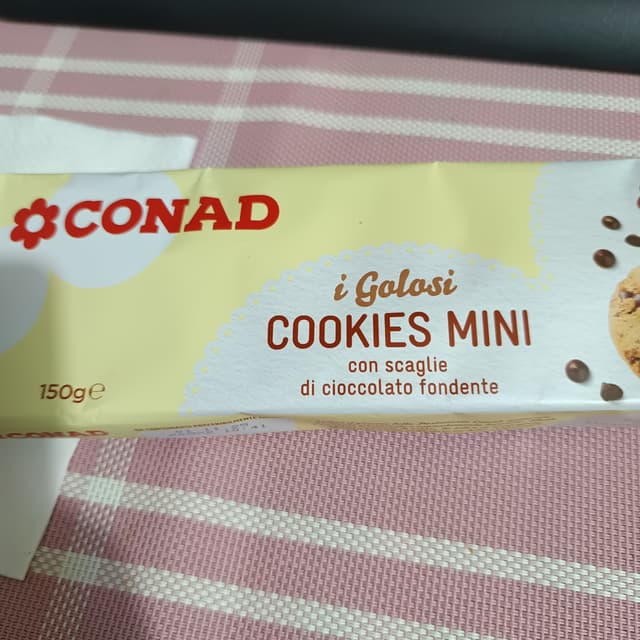 CONAD
i Golosi
COOKIES MINI
con scaglie
di cioccolato fondente
150g e
CONAD